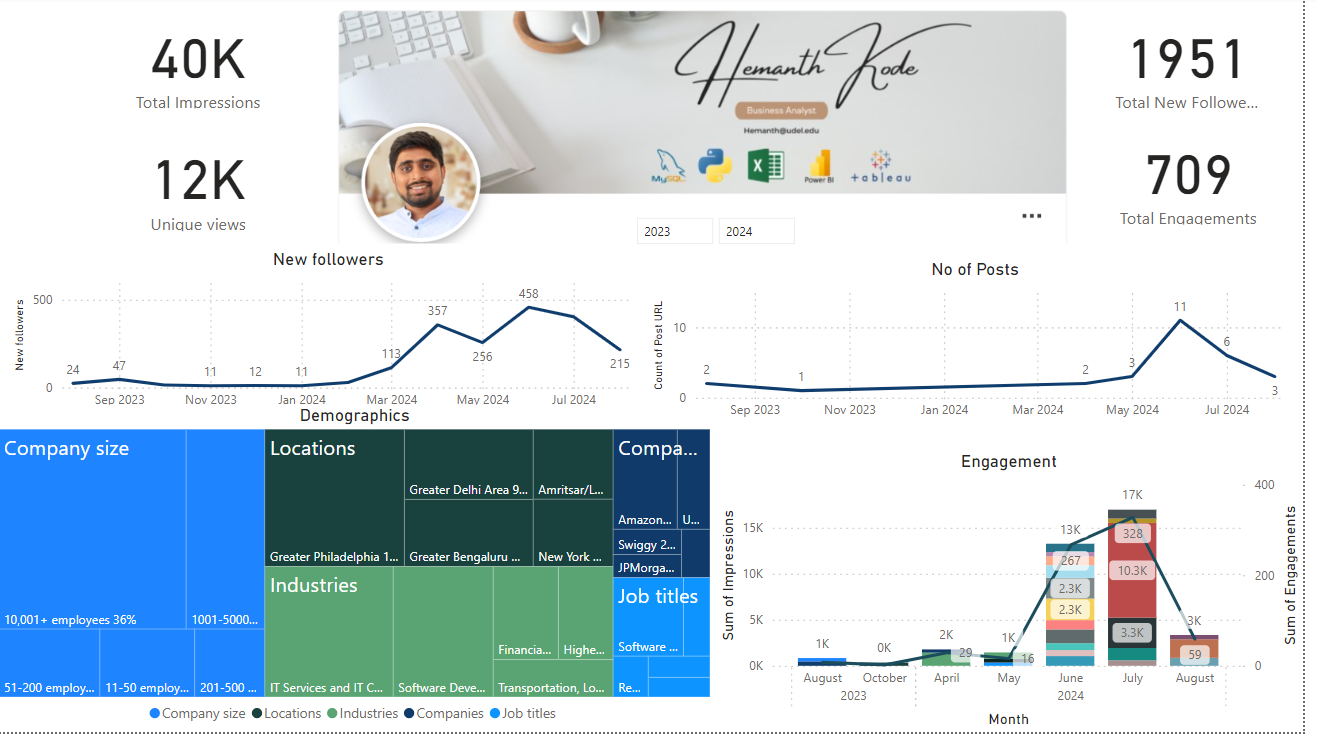 40K
Total Impressions
12K
Unique views
Hemanth Kode
Business Analyst
Hemanth@udel.edu
MySQL
X
Power BI
+ableau
2023
2024
1951
Total New Followe...
709
Total Engagements
New followers
New followers
500
0
24
47
11
12
11
113
357
256
458
215
Sep 2023
Nov 2023
Jan 2024
Mar 2024
May 2024
Jul 2024
No of Posts
Count of Post URL
10
0
2
1
2
3
11
6
3
Sep 2023
Nov 2023
Jan 2024
Mar 2024
May 2024
Jul 2024
Demographics
Company size
10,001+ employees 36%
1001-5000...
51-200 employ...
11-50 employ...
201-500 ...
Locations
Greater Philadelphia 1...
Greater Delhi Area 9...
Amritsar/L...
Greater Bengaluru ...
New York ...
Industries
IT Services and IT C...
Software Deve...
Financia...
Highe...
Transportation, Lo...
Compa...
Amazon...
U...
Swiggy 2...
JPMorga...
Job titles
Software ...
Re...
Company size
Locations
Industries
Companies
Job titles
Engagement
Sum of Impressions
15K
10K
5K
0K
Sum of Engagements
400
200
0
1K
0K
2K
29
1K
16
13K
267
2.3K
2.3K
17K
328
10.3K
3.3K
3K
59
August
October
April
May
June
July
August
2023
2024
Month